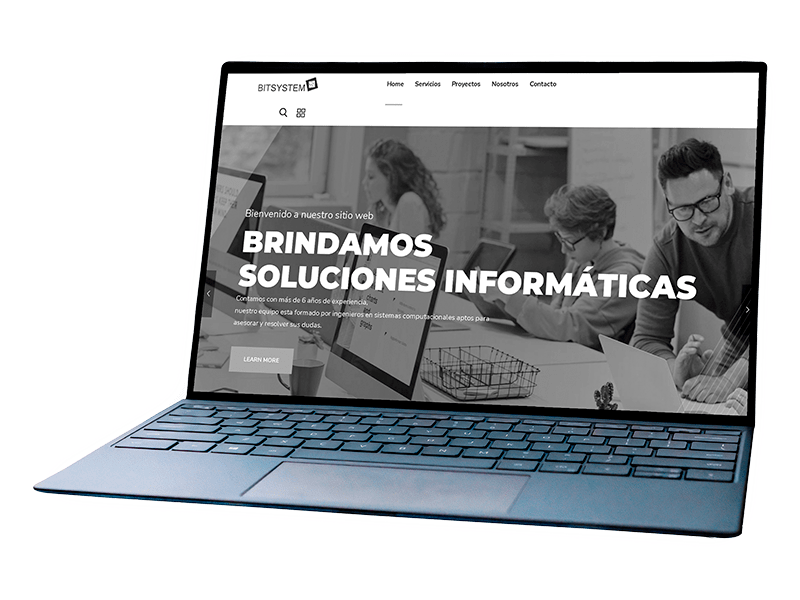 BITSYSTEM
Home Servicios Proyectos Nosotros Contacto
Bienvenido a nuestro sitio web
BRINDAMOS
SOLUCIONES INFORMÁTICAS
Contamos con más de 6 años de experiencia,
nuestro equipo esta formado por ingenieros en sistemas computacionales aptos para
asesorar y resolver sus dudas.
LEARN MORE